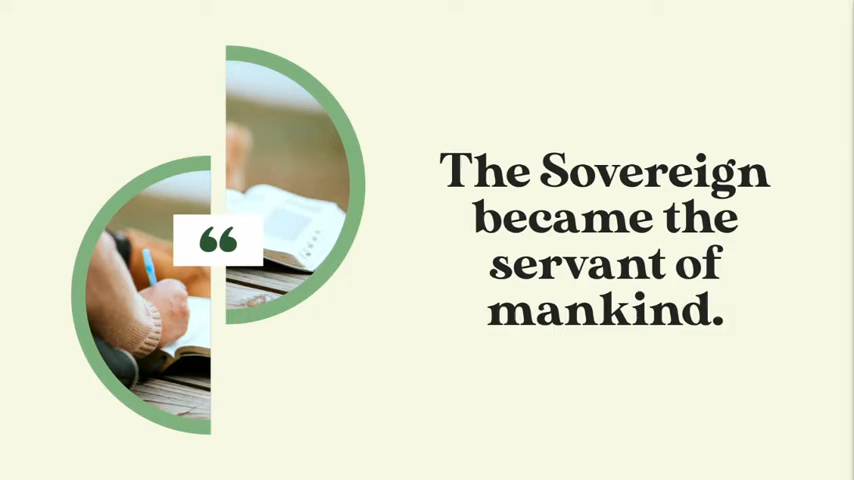 “
The Sovereign
became the
servant of
mankind.